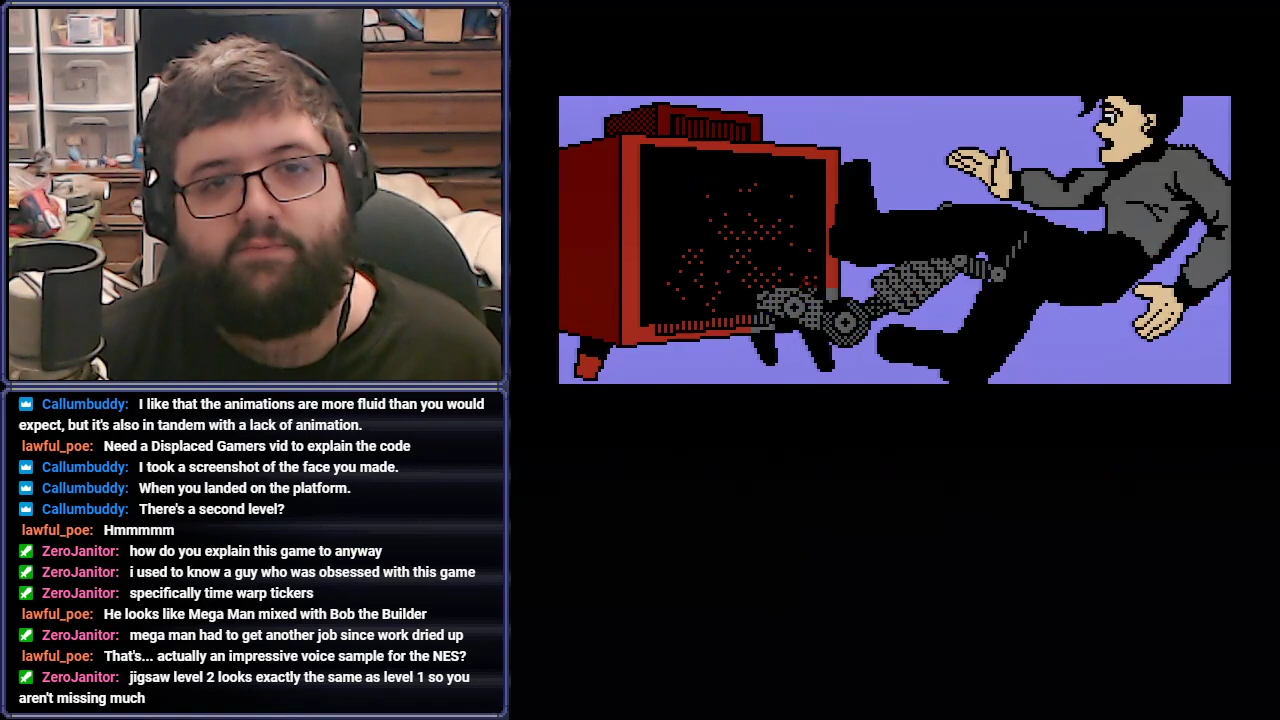 Callumbuddy: I like that the animations are more fluid than you would
expect, but it's also in tandem with a lack of animation.
lawful_poe: Need a Displaced Gamers vid to explain the code
Callumbuddy: I took a screenshot of the face you made.
Callumbuddy: When you landed on the platform.
Callumbuddy: There's a second level?
lawful_poe: Hmmmmm
ZeroJanitor: how do you explain this game to anyway
ZeroJanitor: i used to know a guy who was obsessed with this game
ZeroJanitor: specifically time warp tickers
lawful_poe: He looks like Mega Man mixed with Bob the Builder
ZeroJanitor: mega man had to get another job since work dried up
lawful_poe: That's... actually an impressive voice sample for the NES?
ZeroJanitor: jigsaw level 2 looks exactly the same as level 1 so you
aren't missing much